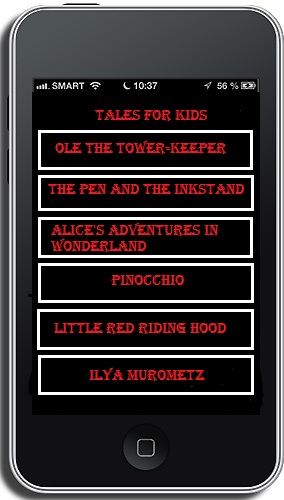 SMART 10:37 56 %
TALES FOR KIDS
OLE THE TOWER-KEEPER
THE PEN AND THE INKSTAND
ALICE'S ADVENTURES IN
WONDERLAND
PINOCCHIO
LITTLE RED RIDING HOOD
ILYA MUROMETZ